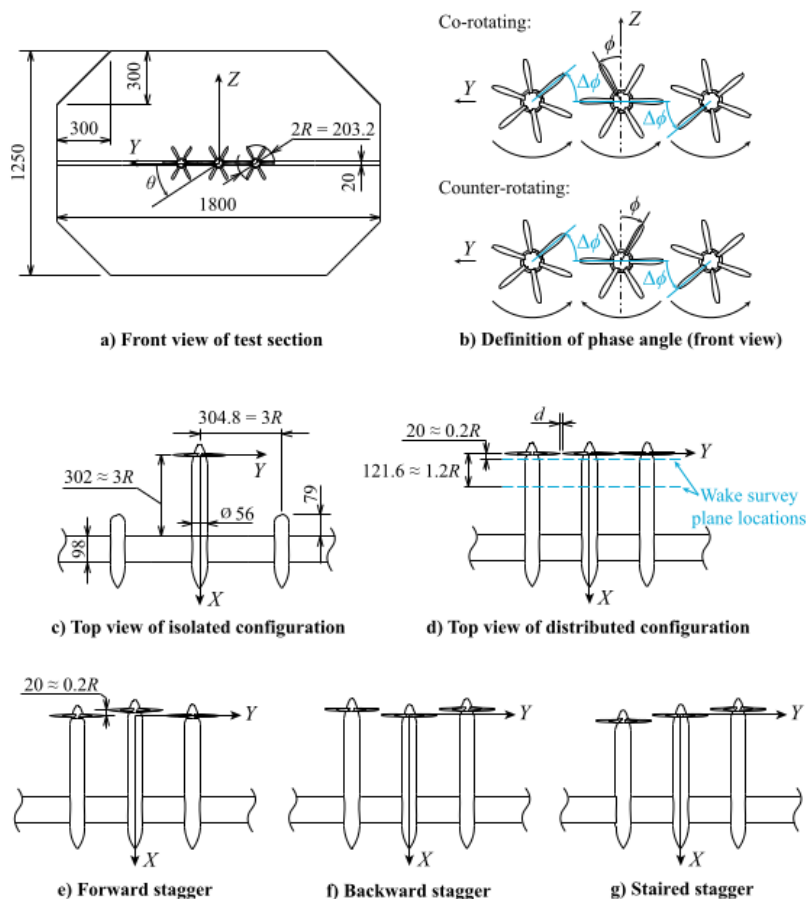 300
Z
300
Y
2R = 203.2
1250
θ
20
1800
a) Front view of test section
Co-rotating:
Z
ϕ
Δϕ
Y
Δϕ
Counter-rotating:
ϕ
Δϕ
Y
Δϕ
b) Definition of phase angle (front view)
304.8 = 3R
Y
302 ≈ 3R
79
ø 56
98
X
c) Top view of isolated configuration
d
20 ≈ 0.2R
Y
121.6 ≈ 1.2R
Wake survey
plane locations
X
d) Top view of distributed configuration
20 ≈ 0.2R
Y
X
e) Forward stagger
Y
X
f) Backward stagger
Y
X
g) Staired stagger